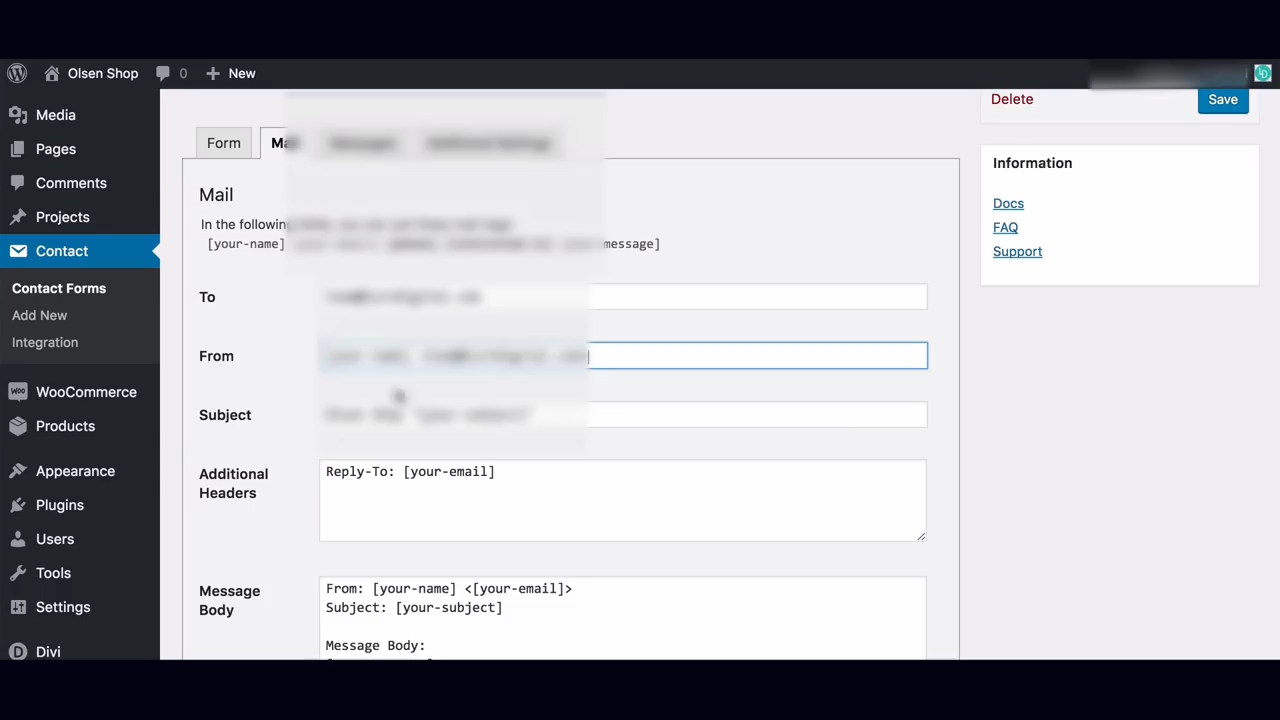 Olsen Shop 0 New
Media
Pages
Comments
Projects
Contact
Contact Forms
Add New
Integration
WooCommerce
Products
Appearance
Plugins
Users
Tools
Settings
Divi
Delete
Save
Form
Mail
In the following
[your-name] message]
To
From
Subject
Additional
Headers
Reply-To: [your-email]
Message
Body
From: [your-name] <[your-email]>
Subject: [your-subject]
Message Body:
Information
Docs
FAQ
Support